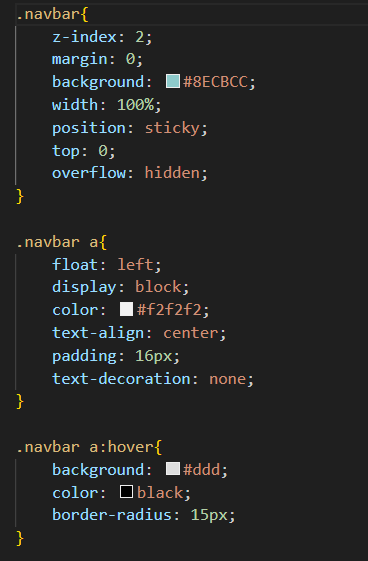 .navbar{
z-index: 2;
margin: 0;
background: #8ECBCC;
width: 100%;
position: sticky;
top: 0;
overflow: hidden;
}
.navbar a{
float: left;
display: block;
color: #f2f2f2;
text-align: center;
padding: 16px;
text-decoration: none;
}
.navbar a:hover{
background: #ddd;
color: black;
border-radius: 15px;
}